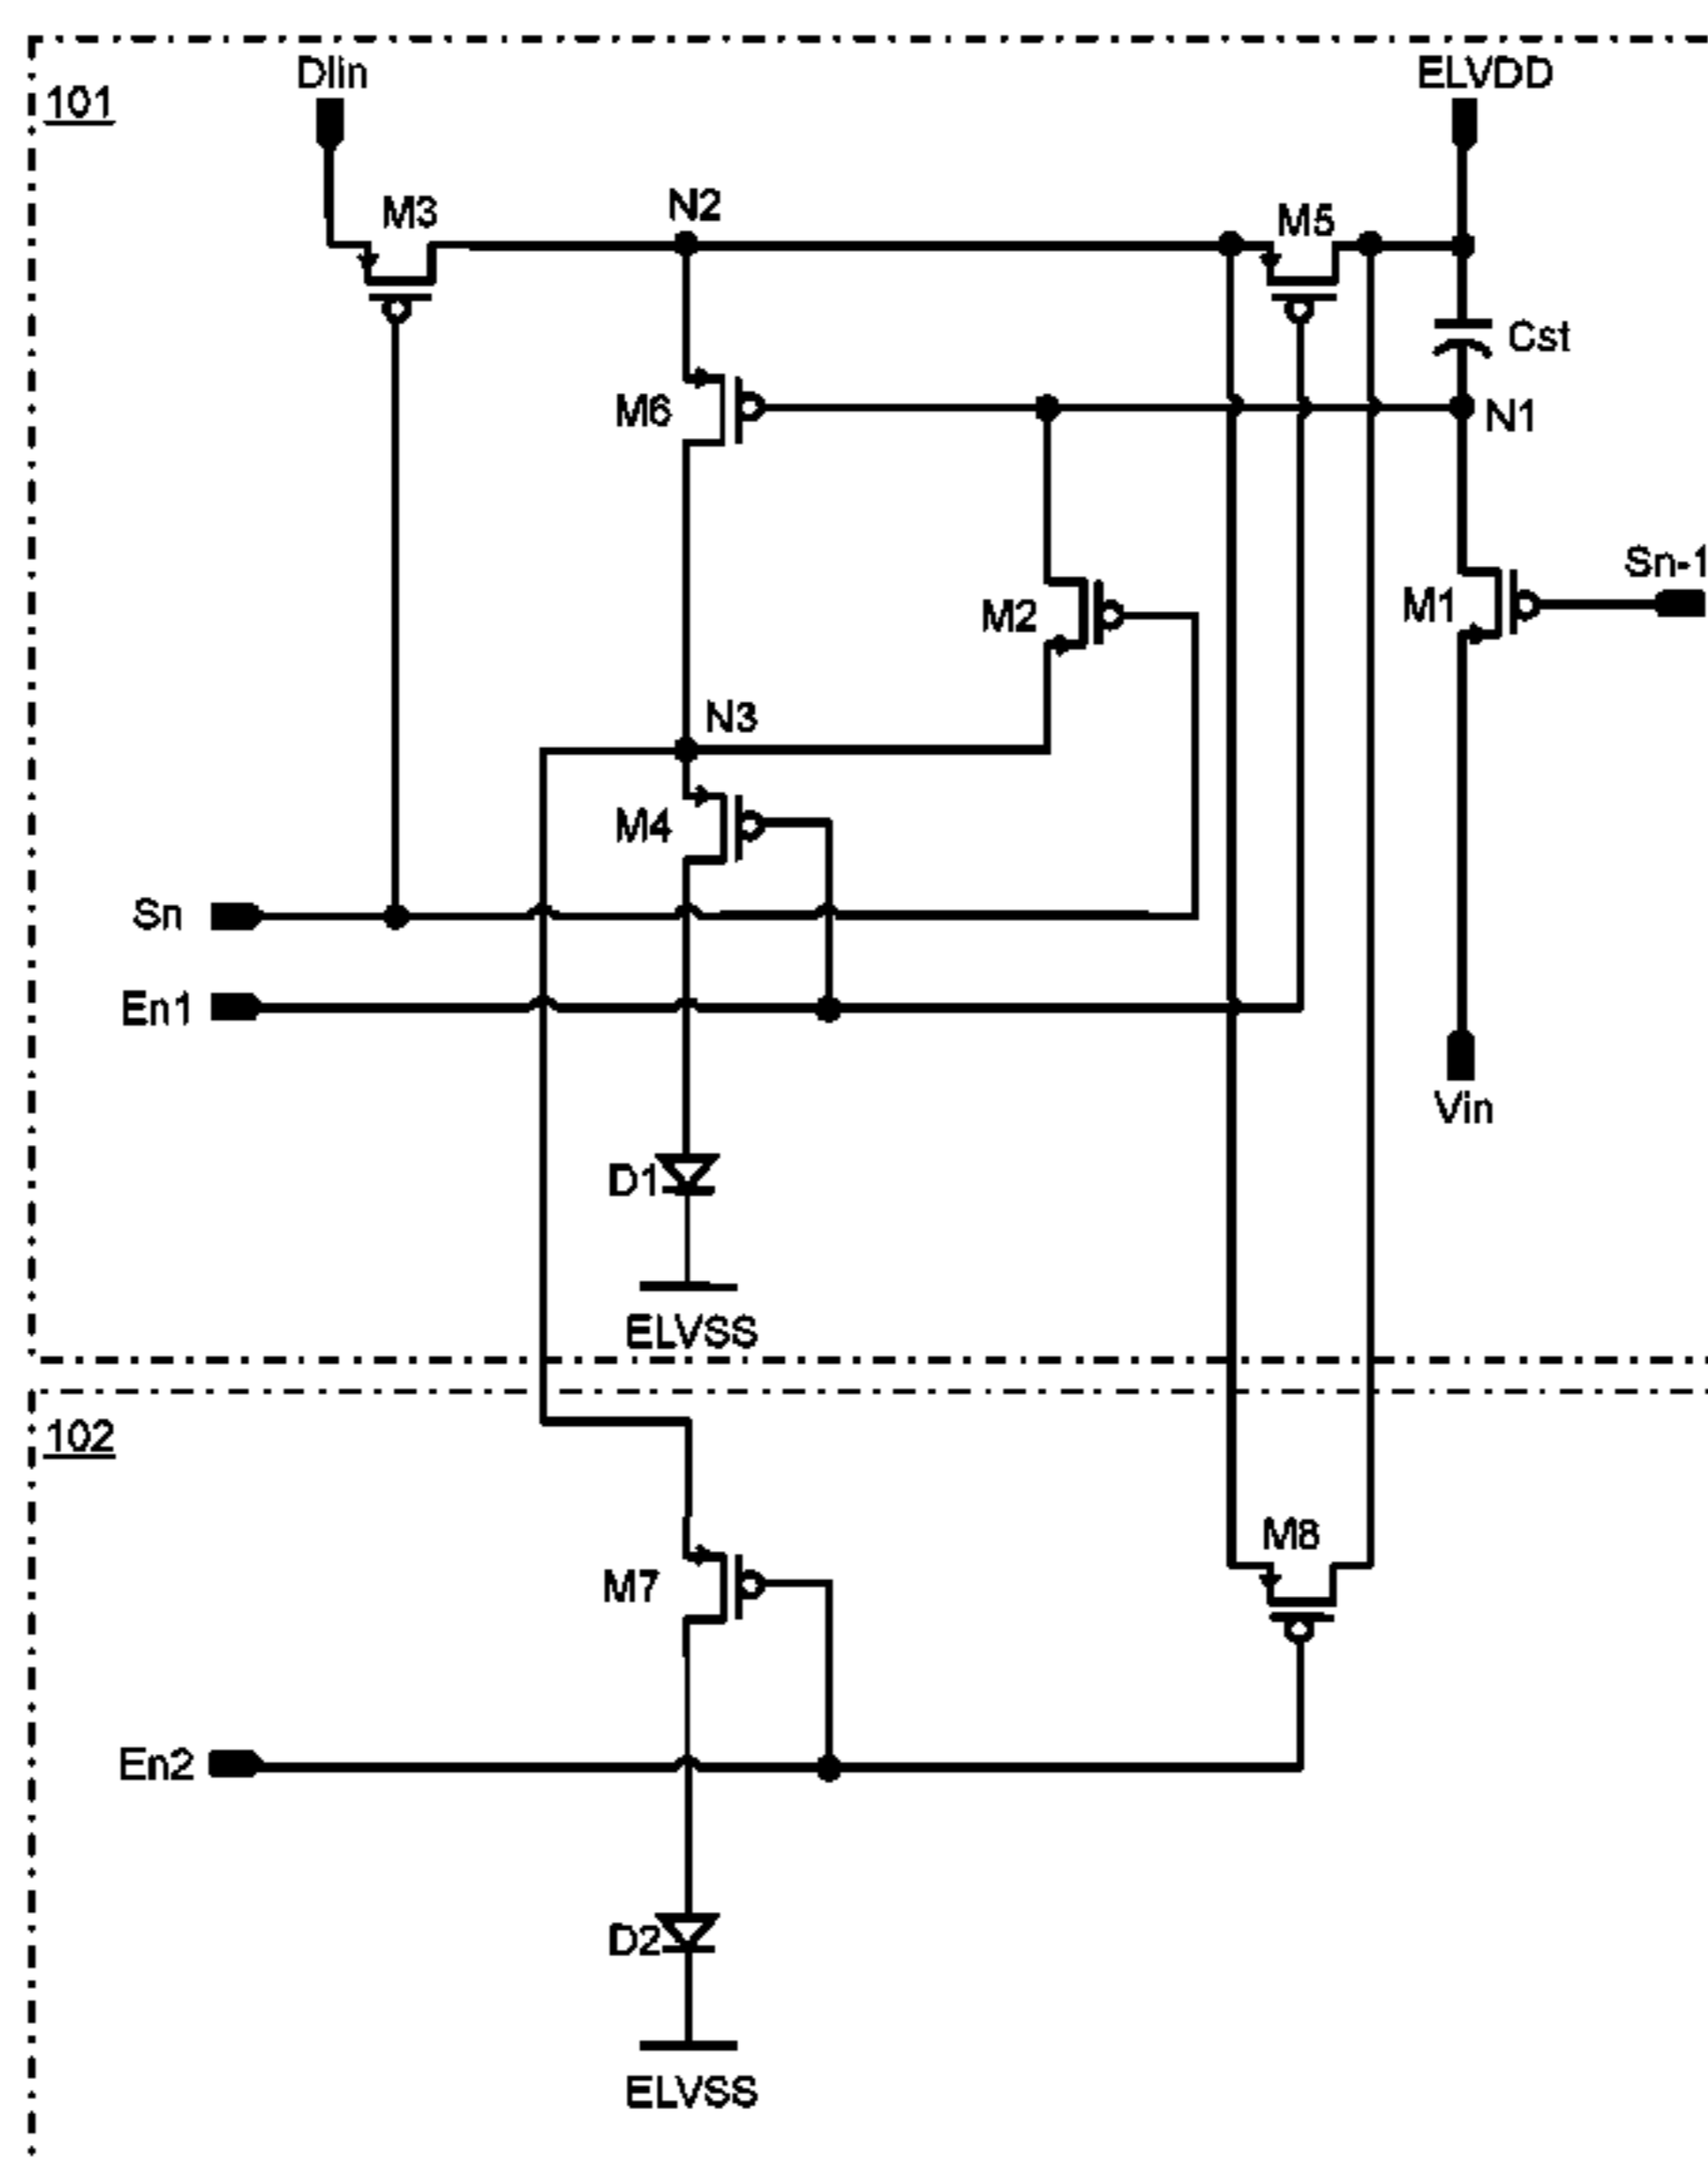 101
DIin
ELVDD
M3
N2
M5
Cst
M6
N1
Sn-1
M2
M1
N3
M4
Sn
En1
Vin
D1
ELVSS
102
M8
M7
En2
D2
ELVSS